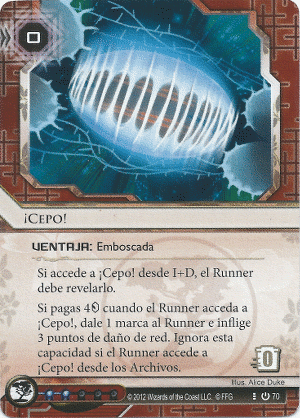 0
¡CEPO!
VENTAJA: Emboscada
Si accede a ¡Cepo! desde I+D, el Runner
debe revelarlo.
Si pagas 4 cuando el Runner acceda a
¡Cepo!, dale 1 marca al Runner e inflige
3 puntos de daño de red. Ignora esta
capacidad si el Runner accede a
¡Cepo! desde los Archivos.
0
Illus. Alice Duke
© 2012 Wizards of the Coast LLC. © FFG 70